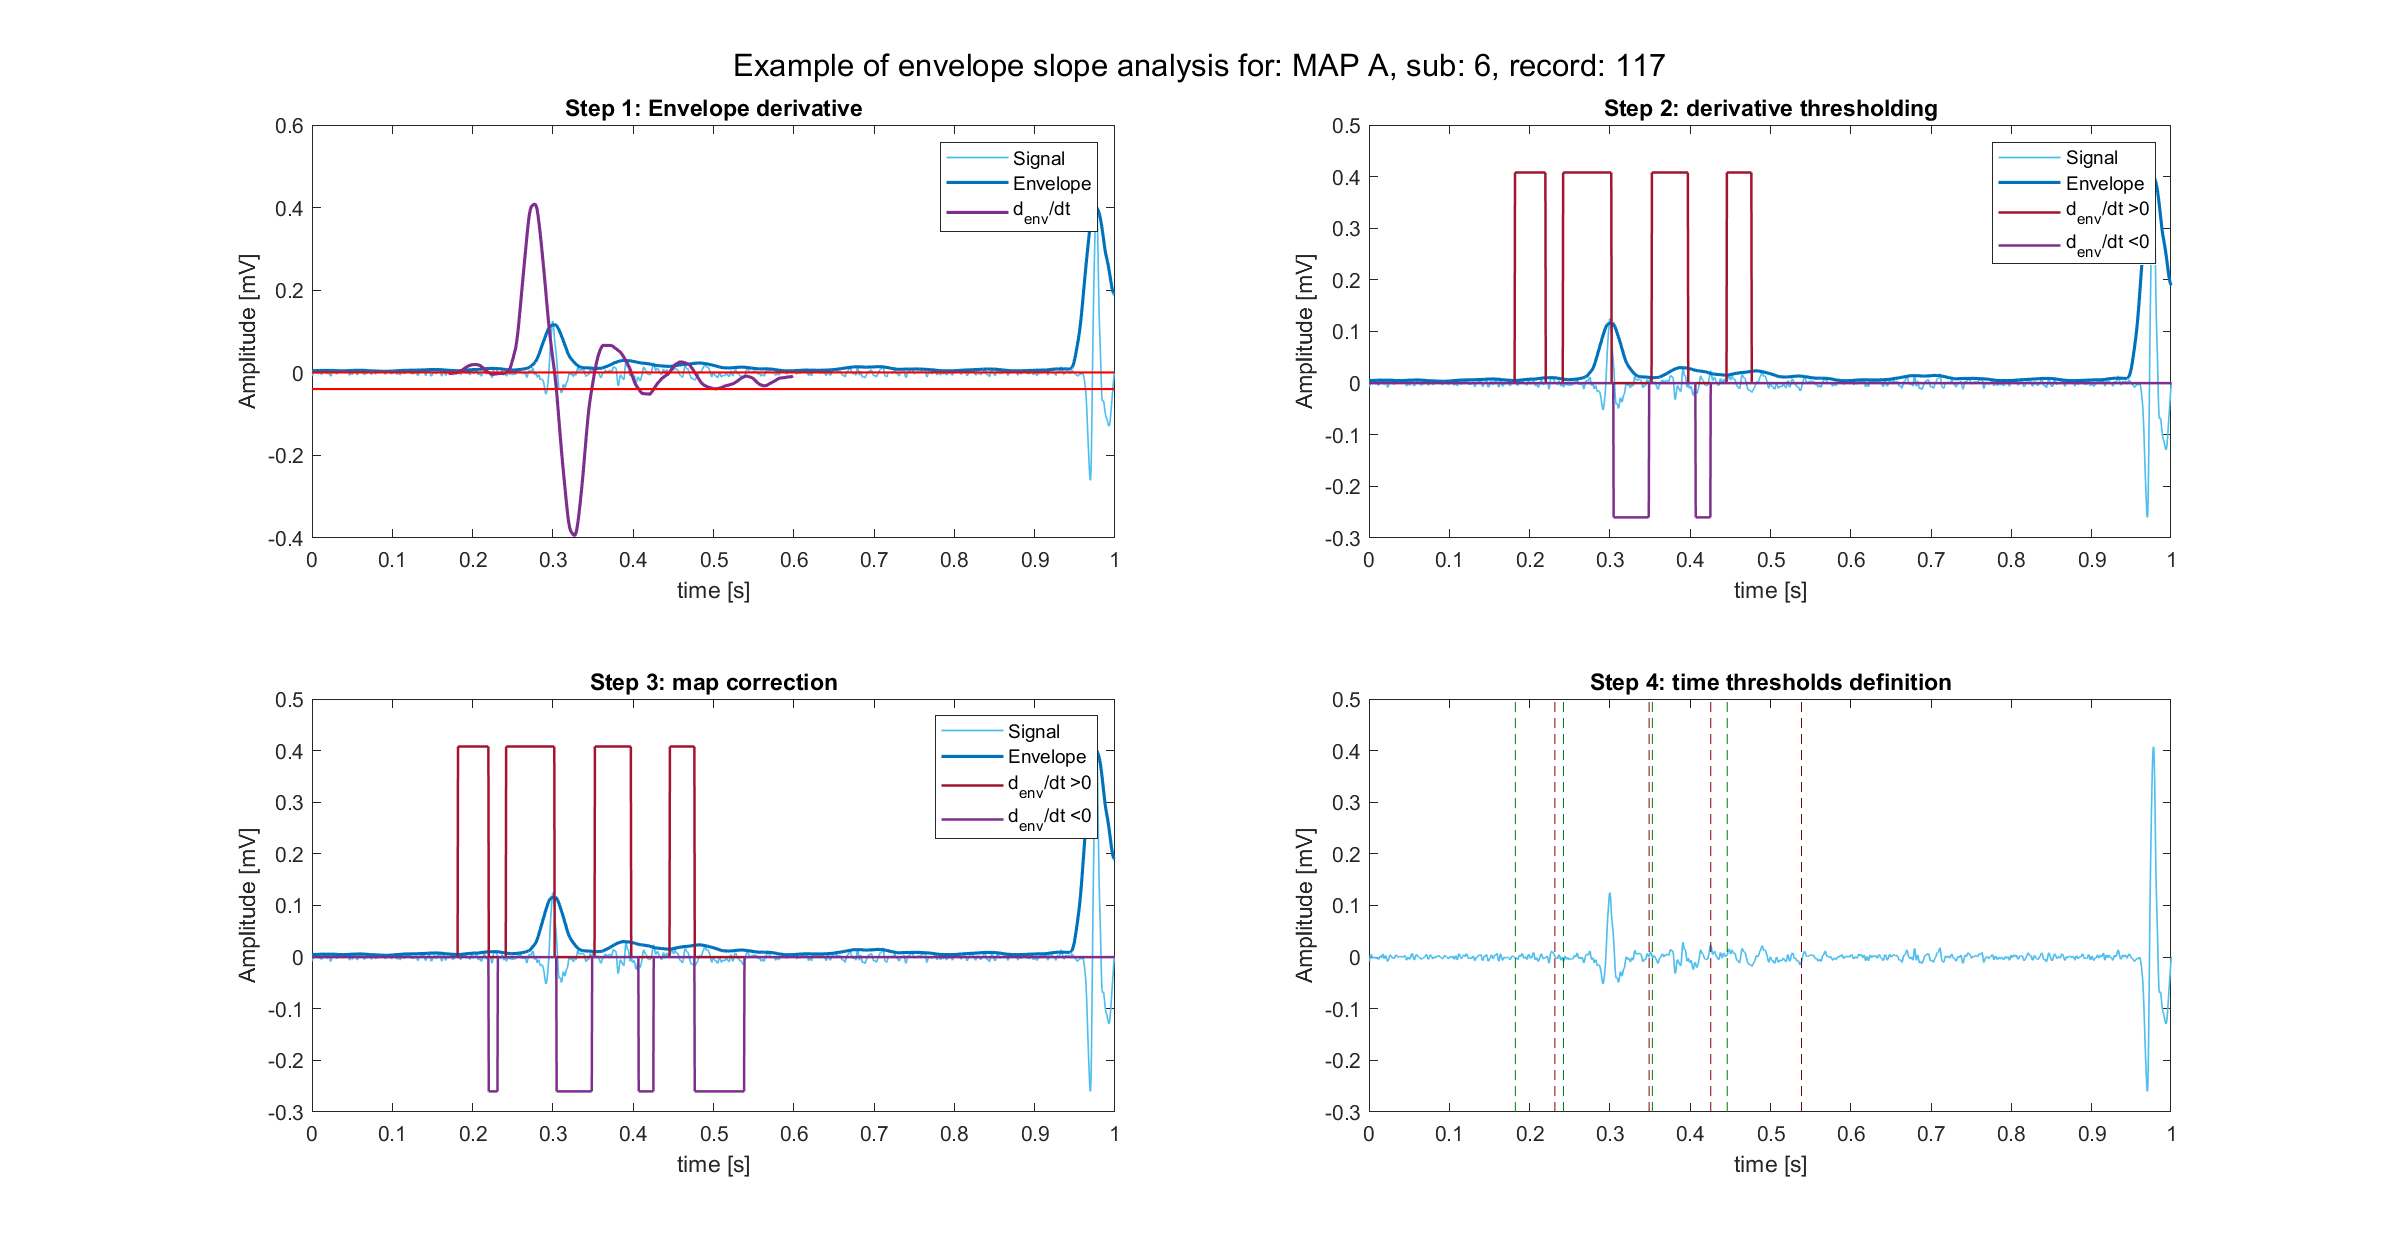 Example of envelope slope analysis for: MAP A, sub: 6, record: 117
Step 1: Envelope derivative
0.6
0.4
0.2
0
-0.2
-0.4
0 0.1 0.2 0.3 0.4 0.5 0.6 0.7 0.8 0.9 1
time [s]
Amplitude [mV]
Signal
Envelope
d_env/dt
Step 2: derivative thresholding
0.5
0.4
0.3
0.2
0.1
0
-0.1
-0.2
-0.3
0 0.1 0.2 0.3 0.4 0.5 0.6 0.7 0.8 0.9 1
time [s]
Amplitude [mV]
Signal
Envelope
d_env/dt >0
d_env/dt <0
Step 3: map correction
0.5
0.4
0.3
0.2
0.1
0
-0.1
-0.2
-0.3
0 0.1 0.2 0.3 0.4 0.5 0.6 0.7 0.8 0.9 1
time [s]
Amplitude [mV]
Signal
Envelope
d_env/dt >0
d_env/dt <0
Step 4: time thresholds definition
0.5
0.4
0.3
0.2
0.1
0
-0.1
-0.2
-0.3
0 0.1 0.2 0.3 0.4 0.5 0.6 0.7 0.8 0.9 1
time [s]
Amplitude [mV]